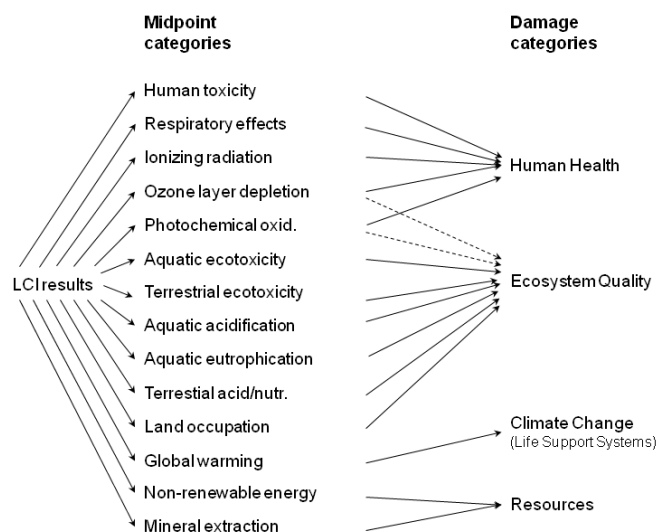 Midpoint
categories
Damage
categories
Human toxicity
Respiratory effects
Ionizing radiation
Ozone layer depletion
Photochemical oxid.
Aquatic ecotoxicity
Terrestrial ecotoxicity
Aquatic acidification
Aquatic eutrophication
Terrestial acid/nutr.
Land occupation
Global warming
Non-renewable energy
Mineral extraction
LCI results
Human Health
Ecosystem Quality
Climate Change
(Life Support Systems)
Resources